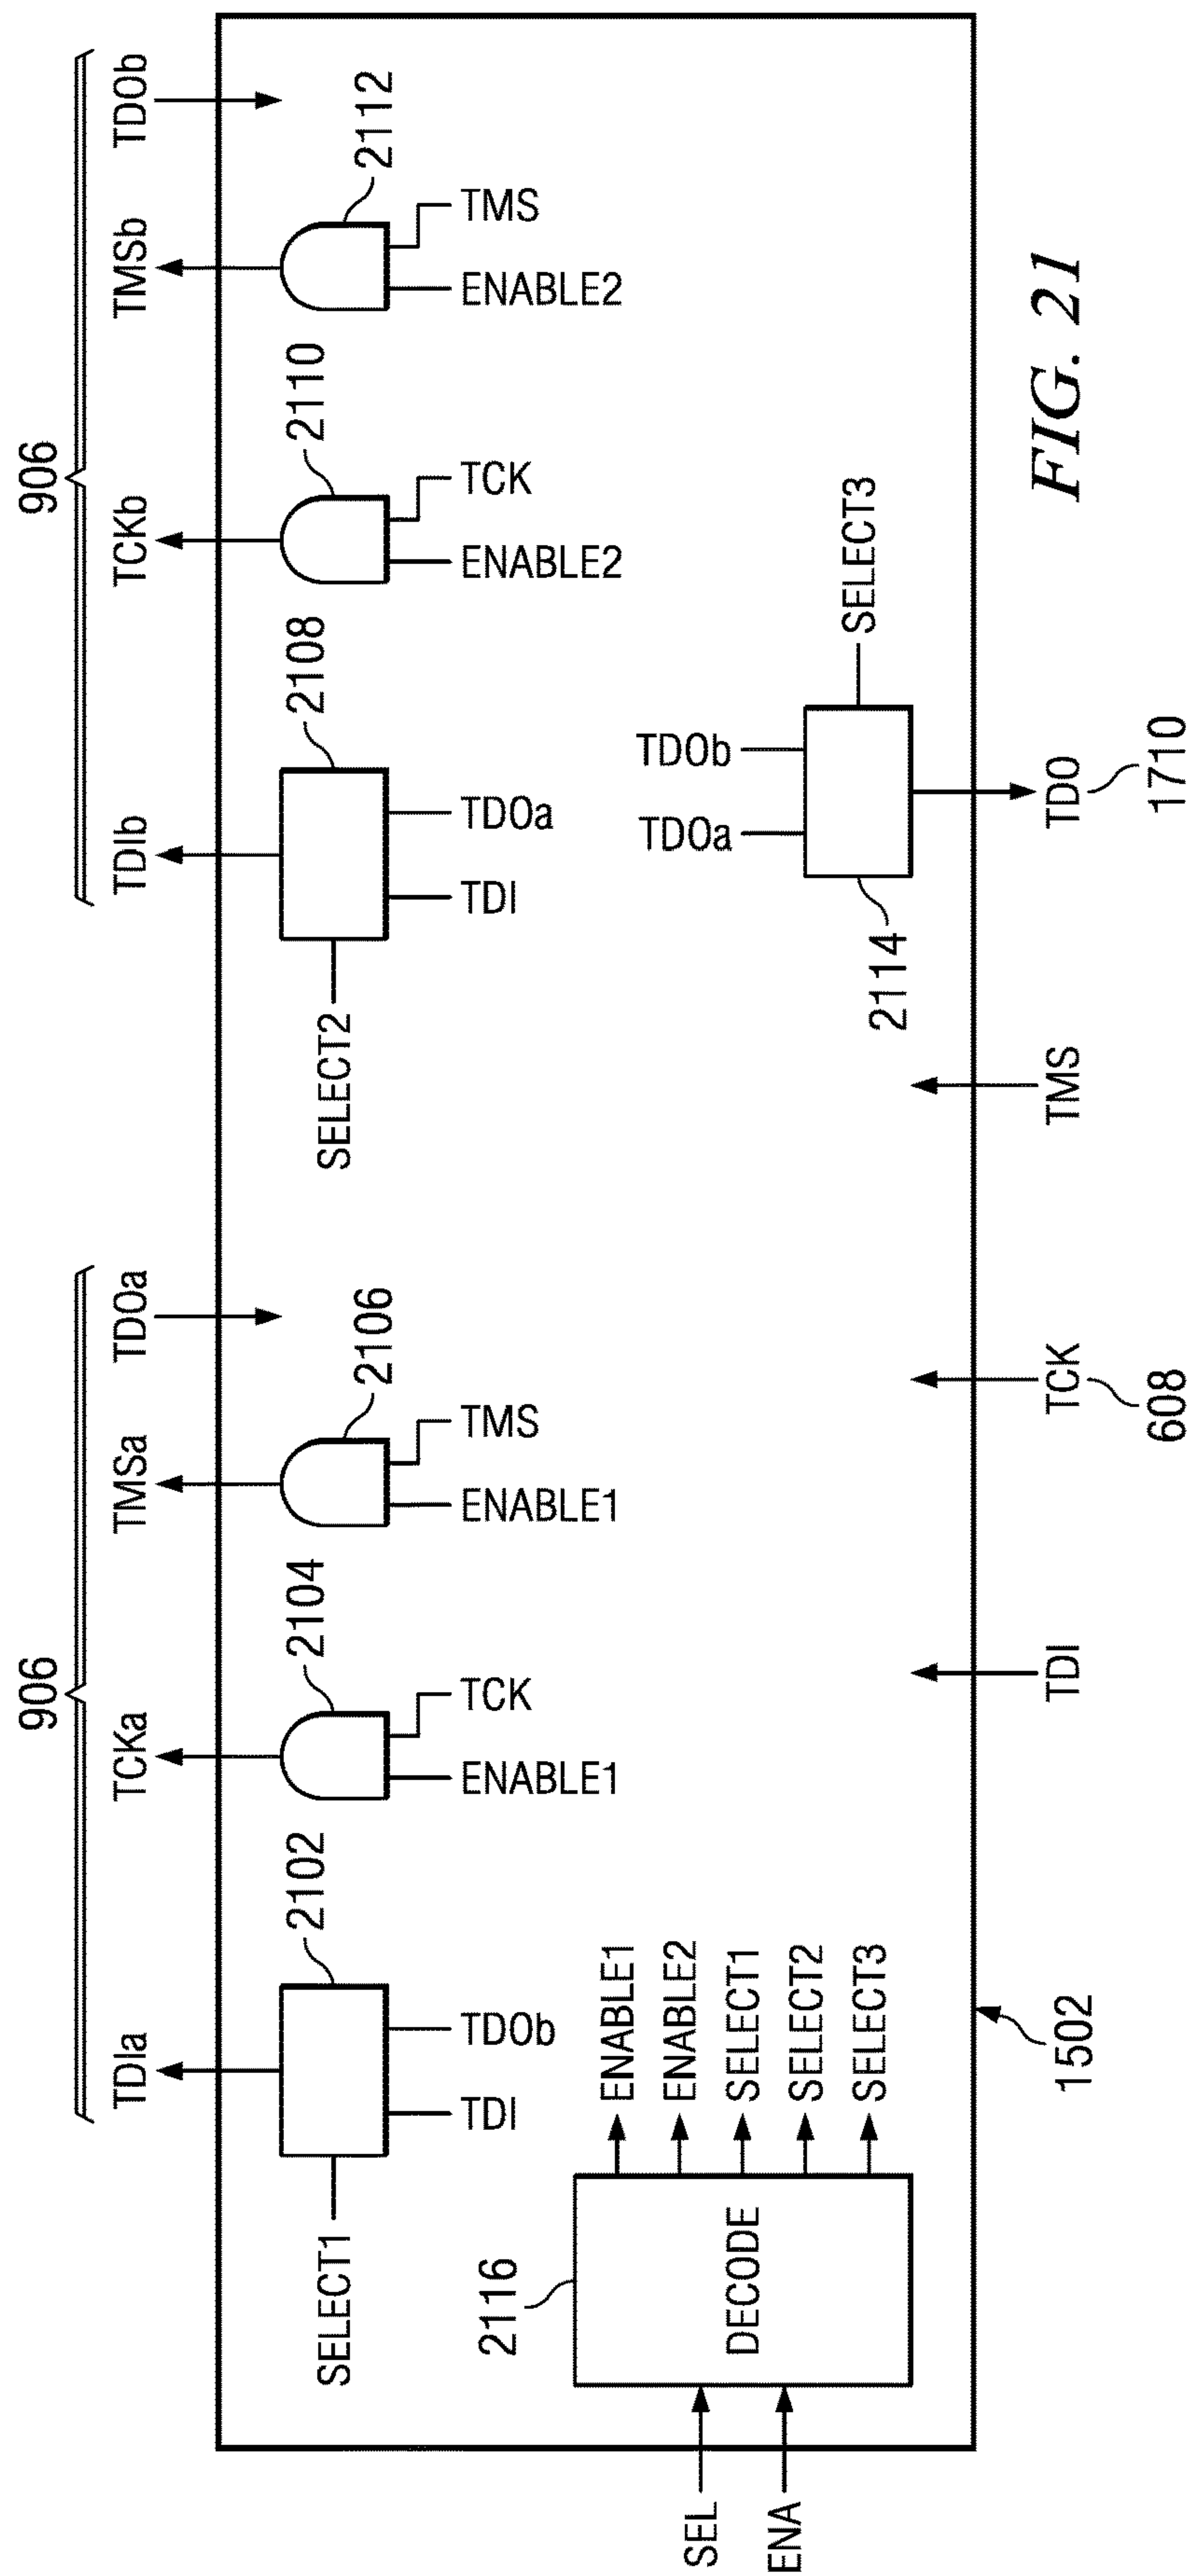 906
906
TDIa
TCKa
TMSa
TDOa
TDIb
TCKb
TMSb
TDOb
2102
2104
2106
2108
2110
2112
SELECT1
TDI
TDOb
ENABLE1
TCK
ENABLE1
TMS
SELECT2
TDI
TDOa
ENABLE2
TCK
ENABLE2
TMS
2116
SEL
ENA
DECODE
ENABLE1
ENABLE2
SELECT1
SELECT2
SELECT3
TDOa
TDOb
SELECT3
2114
1502
TDI
TCK
608
TMS
TDO
1710
FIG. 21